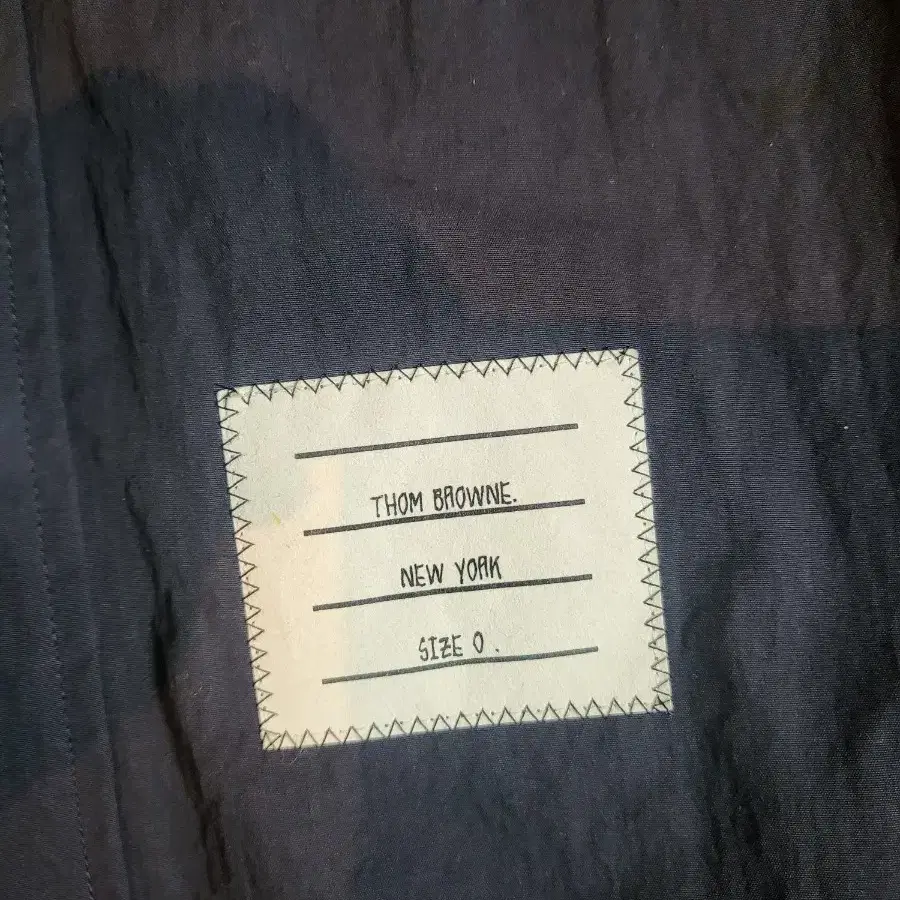 THOM BROWNE.
NEW YORK
SIZE 0 .